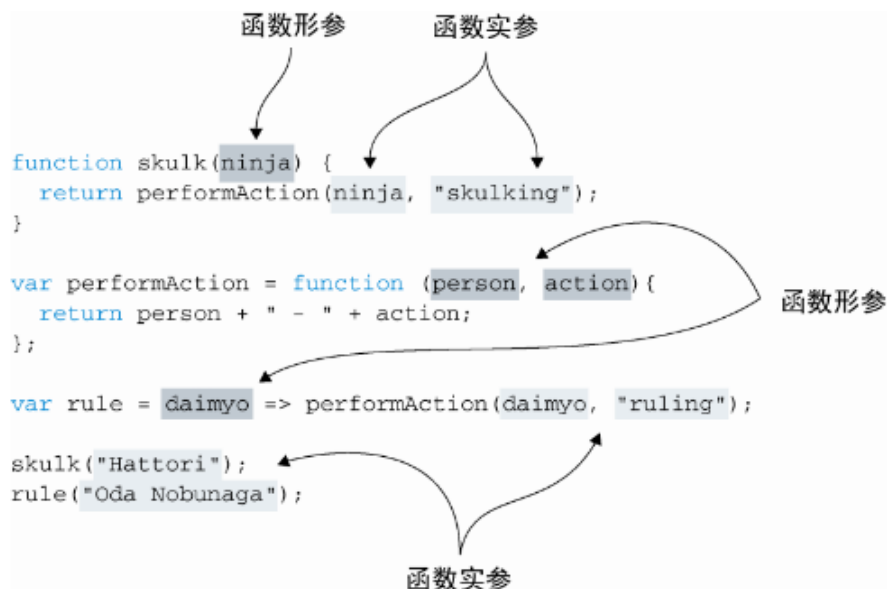 函数形参 函数实参
function skulk(ninja) {
  return performAction(ninja, "skulking");
}
var performAction = function (person, action){
  return person + " - " + action;
};
函数形参
var rule = daimyo => performAction(daimyo, "ruling");
skulk("Hattori");
rule("Oda Nobunaga");
函数实参